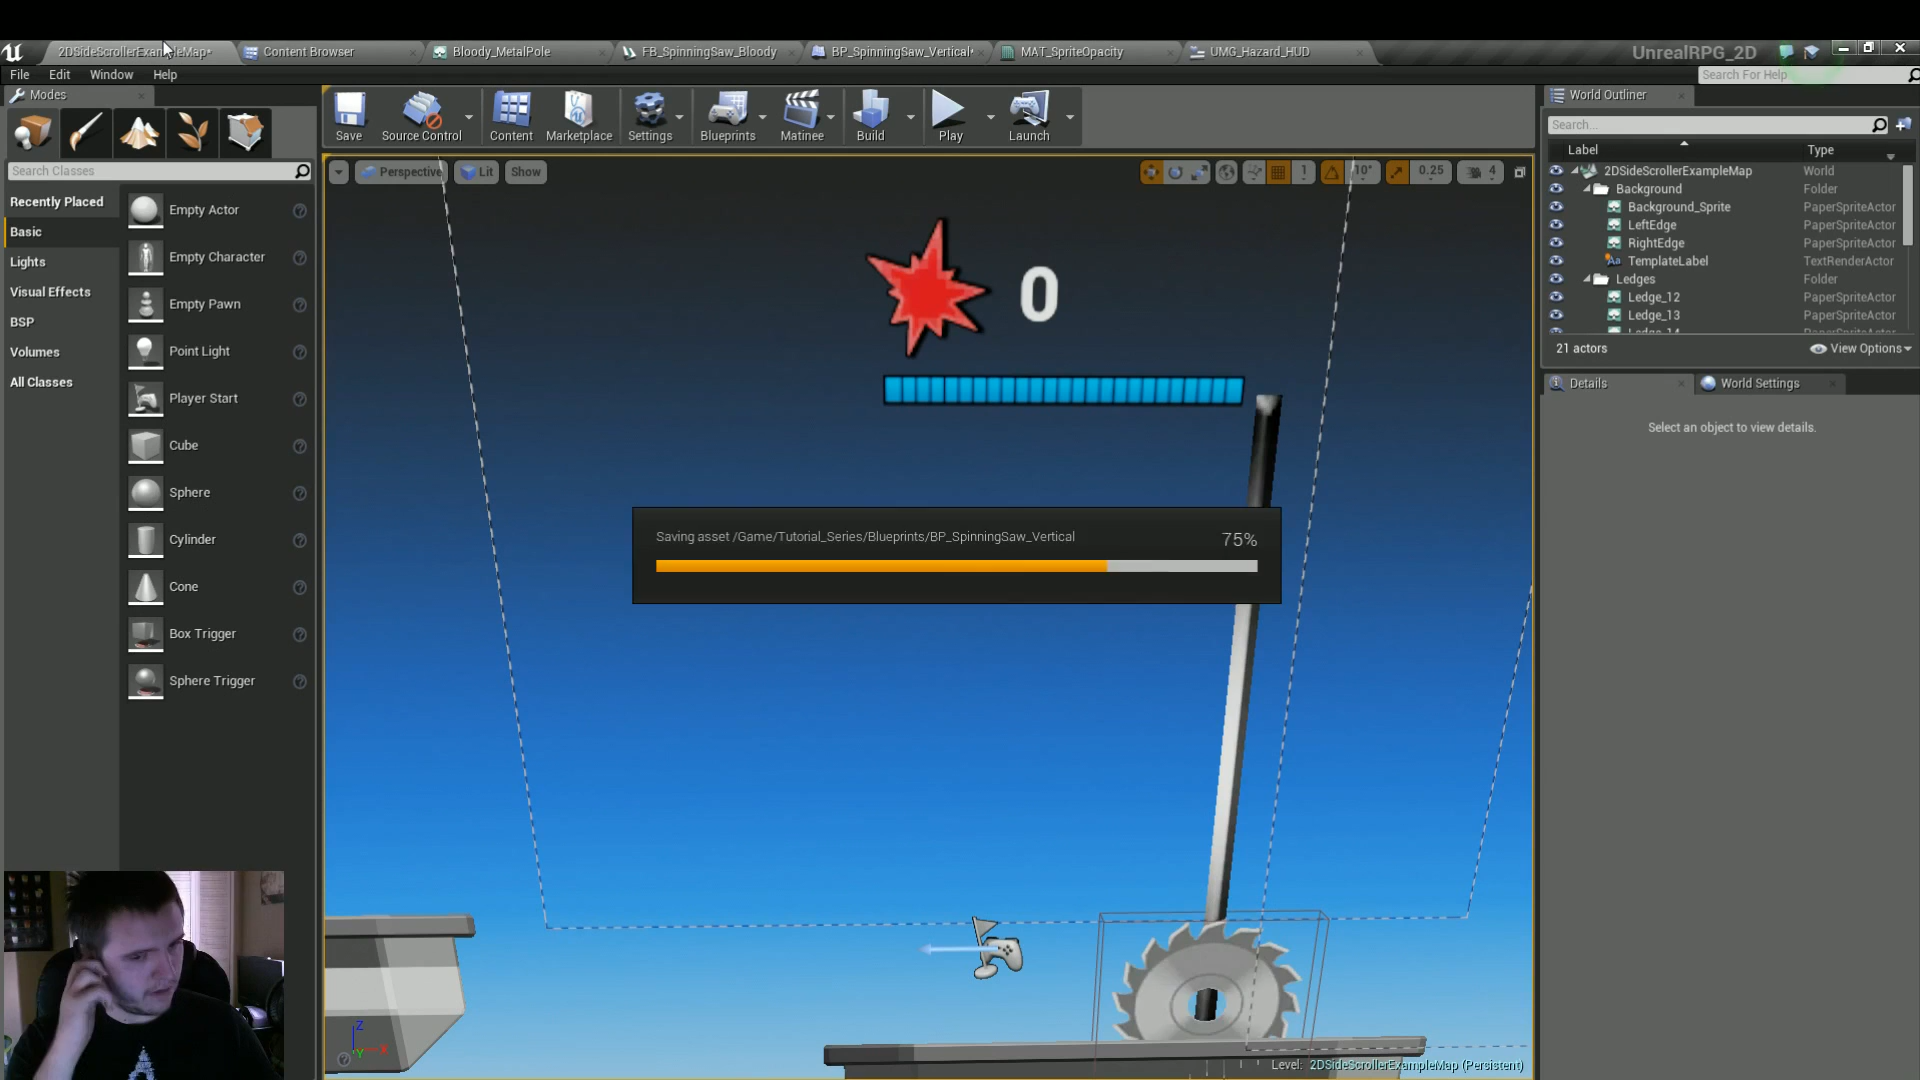 2DSideScrollerExampleMap*
Content Browser
Bloody_MetalPole
FB_SpinningSaw_Bloody
BP_SpinningSaw_Vertical*
MAT_SpriteOpacity
UMG_Hazard_HUD
UnrealRPG_2D
File
Edit
Window
Help
Search For Help
Modes
Save
Source Control
Content
Marketplace
Settings
Blueprints
Matinee
Build
Play
Launch
World Outliner
Search...
Label
Type
Search Classes
Perspective
Lit
Show
1
10°
0.25
4
2DSideScrollerExampleMap
World
Background
Folder
Background_Sprite
PaperSpriteActor
LeftEdge
PaperSpriteActor
RightEdge
PaperSpriteActor
TemplateLabel
TextRenderActor
Ledges
Folder
Ledge_12
PaperSpriteActor
Ledge_13
PaperSpriteActor
Ledge_14
PaperSpriteActor
21 actors
View Options
Details
World Settings
Select an object to view details.
Recently Placed
Basic
Lights
Visual Effects
BSP
Volumes
All Classes
Empty Actor
Empty Character
Empty Pawn
Point Light
Player Start
Cube
Sphere
Cylinder
Cone
Box Trigger
Sphere Trigger
0
Saving asset /Game/Tutorial_Series/Blueprints/BP_SpinningSaw_Vertical
75%
Z
Y
X
Level: 2DSideScrollerExampleMap (Persistent)